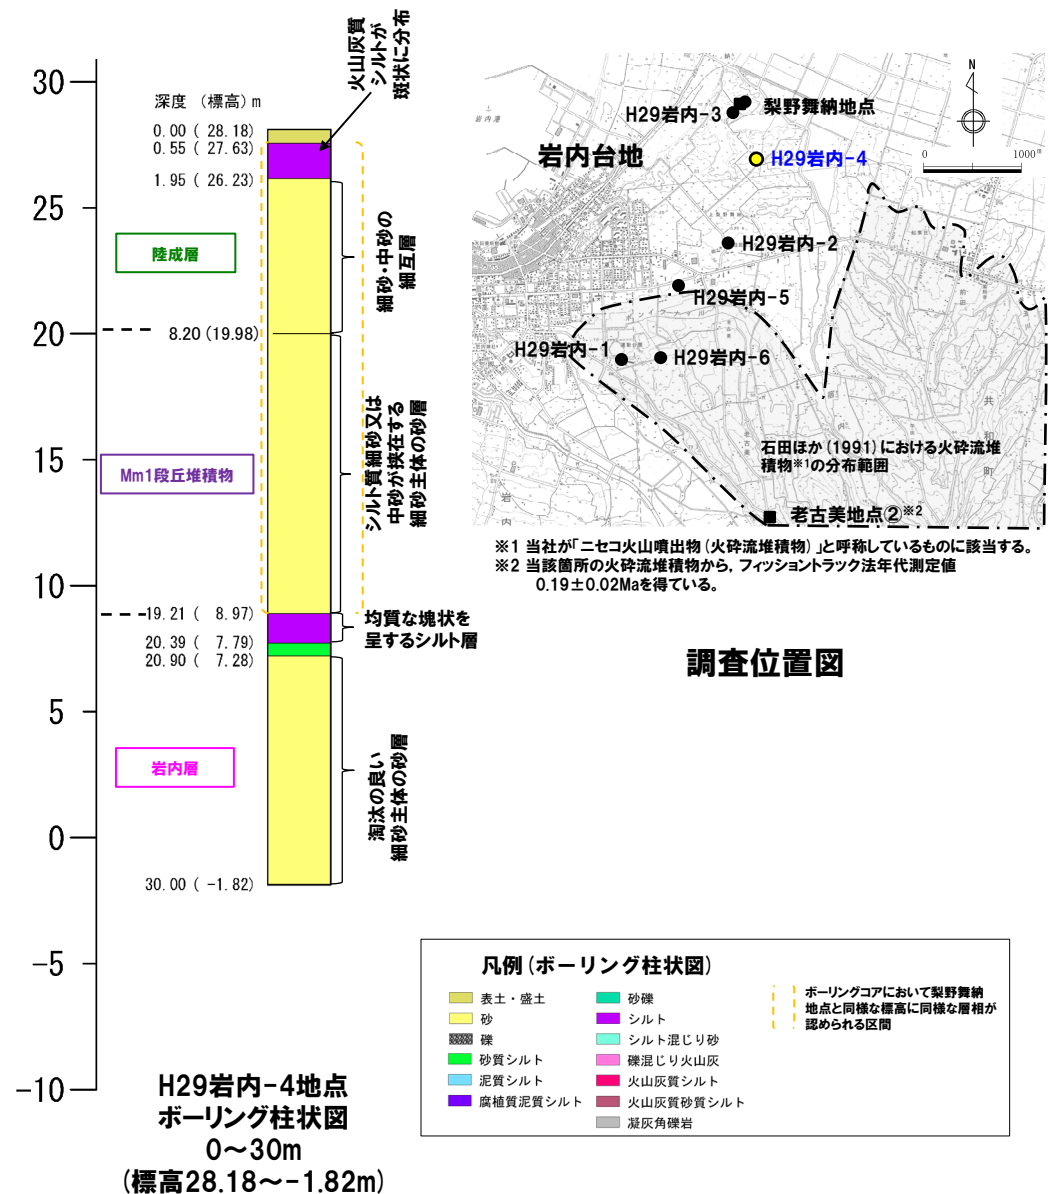 火山灰質
シルトが
斑状に分布
30
25
20
15
10
5
0
-5
-10
深度 (標高) m
0.00 ( 28.18)
0.55 ( 27.63)
1.95 ( 26.23)
8.20 (19.98)
19.21 ( 8.97)
20.39 ( 7.79)
20.90 ( 7.28)
30.00 ( -1.82)
陸成層
Mm1段丘堆積物
岩内層
細砂・中砂の
細互層
シルト質細砂又は
中砂が挟在する
細砂主体の砂層
均質な塊状を
呈するシルト層
淘汰の良い
細砂主体の砂層
H29岩内-4地点
ボーリング柱状図
0～30m
(標高28.18～-1.82m)
岩内台地
H29岩内-3
梨野舞納地点
H29岩内-4
H29岩内-2
H29岩内-5
H29岩内-1
H29岩内-6
N
0
1000
岩内港
共和町
岩内
石田ほか(1991)における火砕流堆
積物※1の分布範囲
老古美地点②※2
※1 当社が「ニセコ火山噴出物(火砕流堆積物)」と呼称しているものに該当する。
※2 当該箇所の火砕流堆積物から，フィッショントラック法年代測定値
0.19±0.02Maを得ている。
調査位置図
凡例(ボーリング柱状図)
表土・盛土
砂
礫
砂質シルト
泥質シルト
腐植質泥質シルト
砂礫
シルト
シルト混じり砂
礫混じり火山灰
火山灰質シルト
火山灰質砂質シルト
凝灰角礫岩
ボーリングコアにおいて梨野舞納
地点と同様な標高に同様な層相が
認められる区間